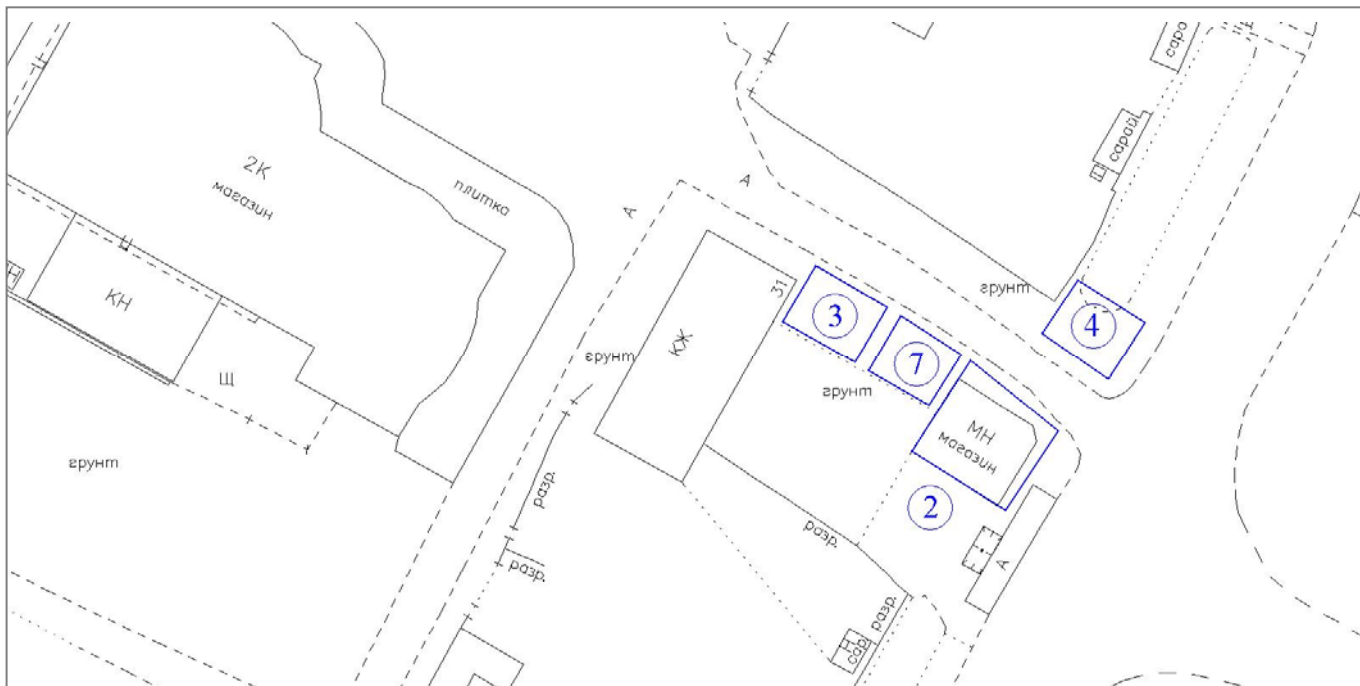 сарай
сарай
Н
2К
магазин
плитка
А
А
грунт
Ц
Н
КН
31
3
4
КЖ
грунт
7
грунт
Щ
МН
магазин
грунт
разр.
2
разр.
разр.
А
разр.
Н
сар.